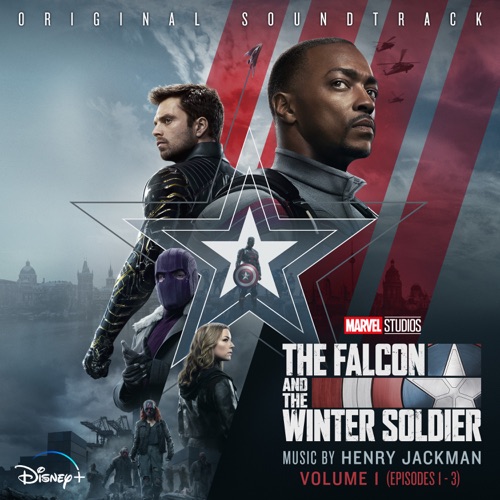 ORIGINAL SOUNDTRACK
MARVEL STUDIOS
THE FALCON
AND THE
WINTER SOLDIER
MUSIC BY HENRY JACKMAN
VOLUME 1 (EPISODES 1 - 3)
Disney+